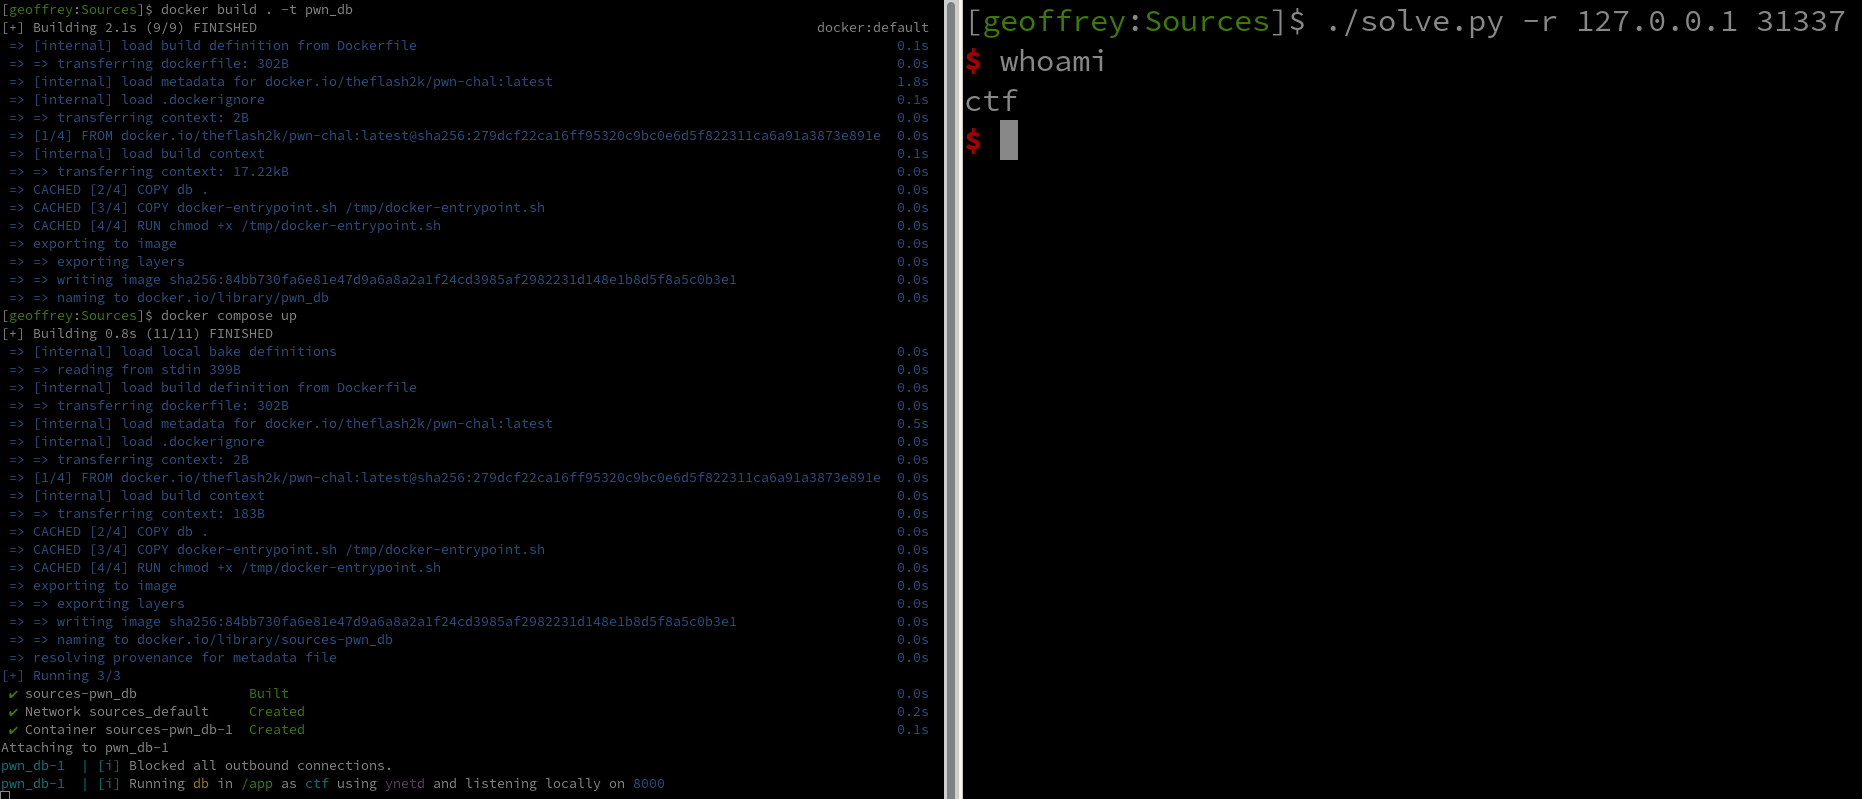 [geoffrey:Sources]$ docker build . -t pwn_db
[+] Building 2.1s (9/9) FINISHED docker:default
=> [internal] load build definition from Dockerfile 0.1s
=> => transferring dockerfile: 302B 0.0s
=> [internal] load metadata for docker.io/theflash2k/pwn-chal:latest 1.8s
=> [internal] load .dockerignore 0.1s
=> => transferring context: 2B 0.0s
=> [1/4] FROM docker.io/theflash2k/pwn-chal:latest@sha256:279dcf22ca16ff95320c9bc0e6d5f822311ca6a91a3873e891e 0.0s
=> [internal] load build context 0.1s
=> => transferring context: 17.22kB 0.0s
=> CACHED [2/4] COPY db . 0.0s
=> CACHED [3/4] COPY docker-entrypoint.sh /tmp/docker-entrypoint.sh 0.0s
=> CACHED [4/4] RUN chmod +x /tmp/docker-entrypoint.sh 0.0s
=> exporting to image 0.0s
=> => exporting layers 0.0s
=> => writing image sha256:84bb730fa6e81e47d9a6a8a2a1f24cd3985af2982231d148e1b8d5f8a5c0b3e1 0.0s
=> => naming to docker.io/library/pwn_db 0.0s
[geoffrey:Sources]$ docker compose up
[+] Building 0.8s (11/11) FINISHED
=> [internal] load local bake definitions 0.0s
=> => reading from stdin 399B 0.0s
=> [internal] load build definition from Dockerfile 0.0s
=> => transferring dockerfile: 302B 0.0s
=> [internal] load metadata for docker.io/theflash2k/pwn-chal:latest 0.5s
=> [internal] load .dockerignore 0.0s
=> => transferring context: 2B 0.0s
=> [1/4] FROM docker.io/theflash2k/pwn-chal:latest@sha256:279dcf22ca16ff95320c9bc0e6d5f822311ca6a91a3873e891e 0.0s
=> [internal] load build context 0.0s
=> => transferring context: 183B 0.0s
=> CACHED [2/4] COPY db . 0.0s
=> CACHED [3/4] COPY docker-entrypoint.sh /tmp/docker-entrypoint.sh 0.0s
=> CACHED [4/4] RUN chmod +x /tmp/docker-entrypoint.sh 0.0s
=> exporting to image 0.0s
=> => exporting layers 0.0s
=> => writing image sha256:84bb730fa6e81e47d9a6a8a2a1f24cd3985af2982231d148e1b8d5f8a5c0b3e1 0.0s
=> => naming to docker.io/library/sources-pwn_db 0.0s
=> resolving provenance for metadata file 0.0s
[+] Running 3/3
✔ sources-pwn_db Built 0.0s
✔ Network sources_default Created 0.2s
✔ Container sources-pwn_db-1 Created 0.1s
Attaching to pwn_db-1
pwn_db-1 | [i] Blocked all outbound connections.
pwn_db-1 | [i] Running db in /app as ctf using ynetd and listening locally on 8000
[geoffrey:Sources]$ ./solve.py -r 127.0.0.1 31337
$ whoami
ctf
$